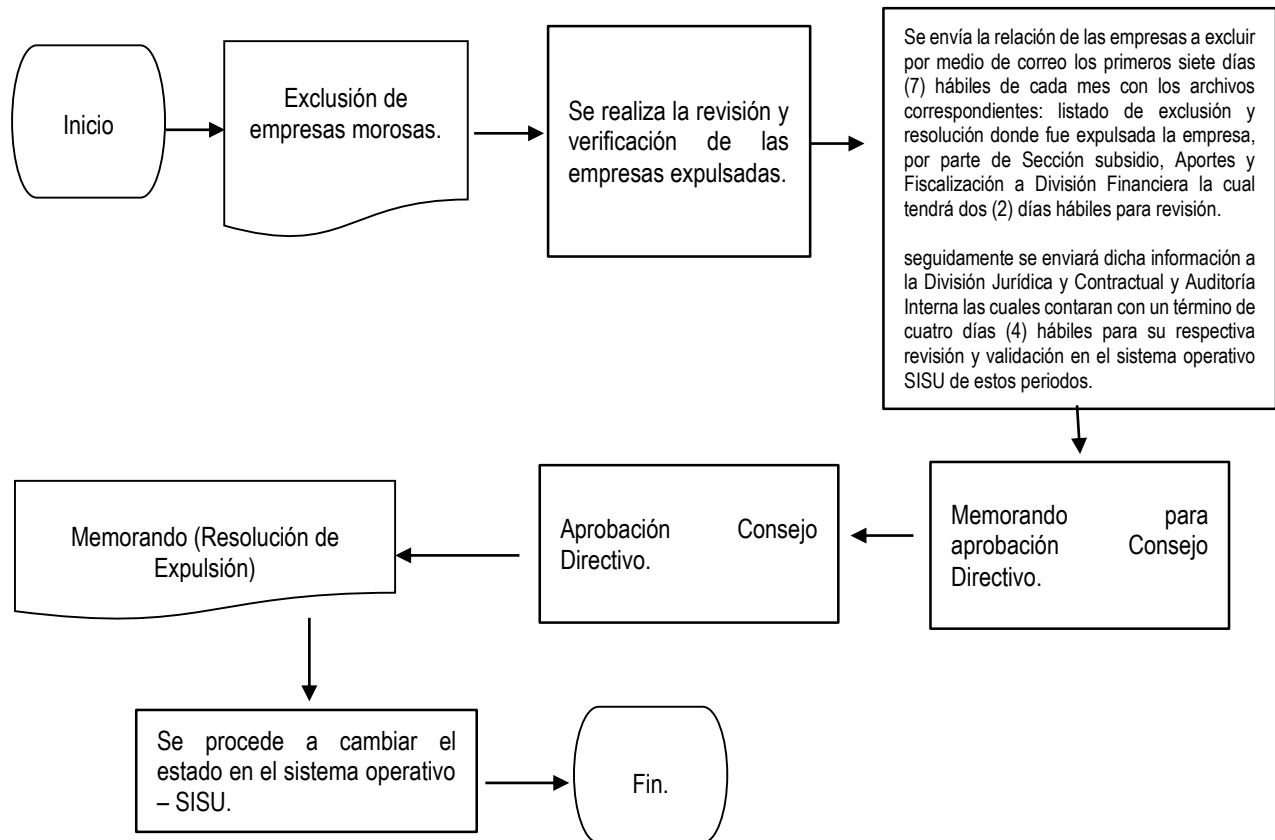 Inicio
Exclusión de
empresas morosas.
Se realiza la revisión y
verificación de las
empresas expulsadas.
Se envía la relación de las empresas a excluir
por medio de correo los primeros siete días
(7) hábiles de cada mes con los archivos
correspondientes: listado de exclusión y
resolución donde fue expulsada la empresa,
por parte de Sección subsidio, Aportes y
Fiscalización a División Financiera la cual
tendrá dos (2) días hábiles para revisión.
seguidamente se enviará dicha información a
la División Jurídica y Contractual y Auditoría
Interna las cuales contaran con un término de
cuatro días (4) hábiles para su respectiva
revisión y validación en el sistema operativo
SISU de estos periodos.
Memorando para
aprobación Consejo
Directivo.
Aprobación Consejo
Directivo.
Memorando (Resolución de
Expulsión)
Se procede a cambiar el
estado en el sistema operativo
– SISU.
Fin.